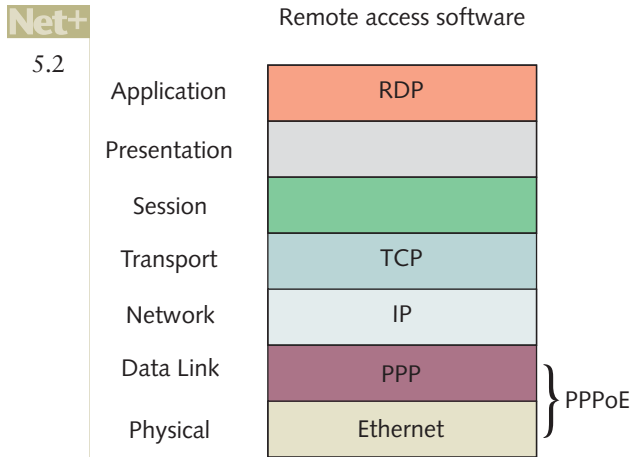 Net+
5.2
Remote access software
Application RDP
Presentation
Session
Transport TCP
Network IP
Data Link PPP
Physical Ethernet
PPPoE